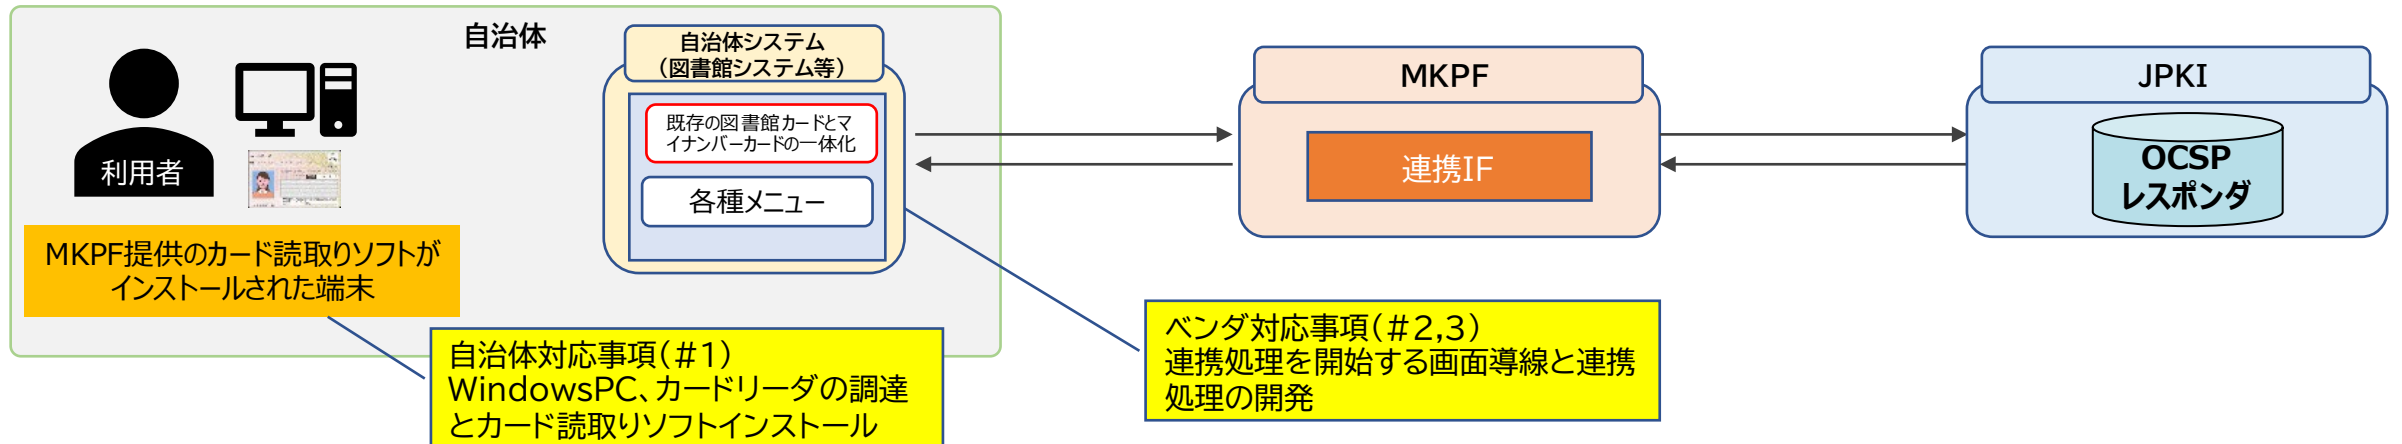 自治体
利用者
MKPF提供のカード読取りソフトが
インストールされた端末
自治体システム
（図書館システム等）
既存の図書館カードとマ
イナンバーカードの一体化
各種メニュー
MKPF
連携IF
JPKI
OCSP
レスポンダ
自治体対応事項（＃1）
WindowsPC、カードリーダの調達
とカード読取りソフトインストール
ベンダ対応事項（＃2,3）
連携処理を開始する画面導線と連携
処理の開発